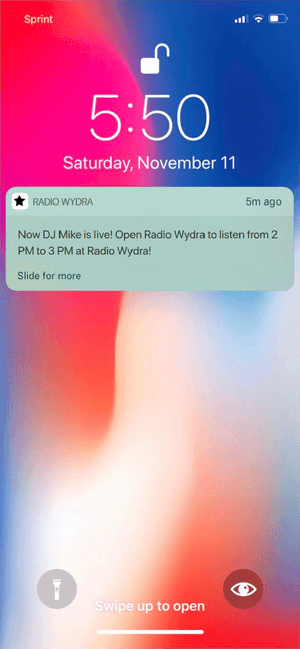 Sprint
5:50
Saturday, November 11
RADIO WYDRA 5m ago
Now DJ Mike is live! Open Radio Wydra to listen from 2
PM to 3 PM at Radio Wydra!
Slide for more
Swipe up to open